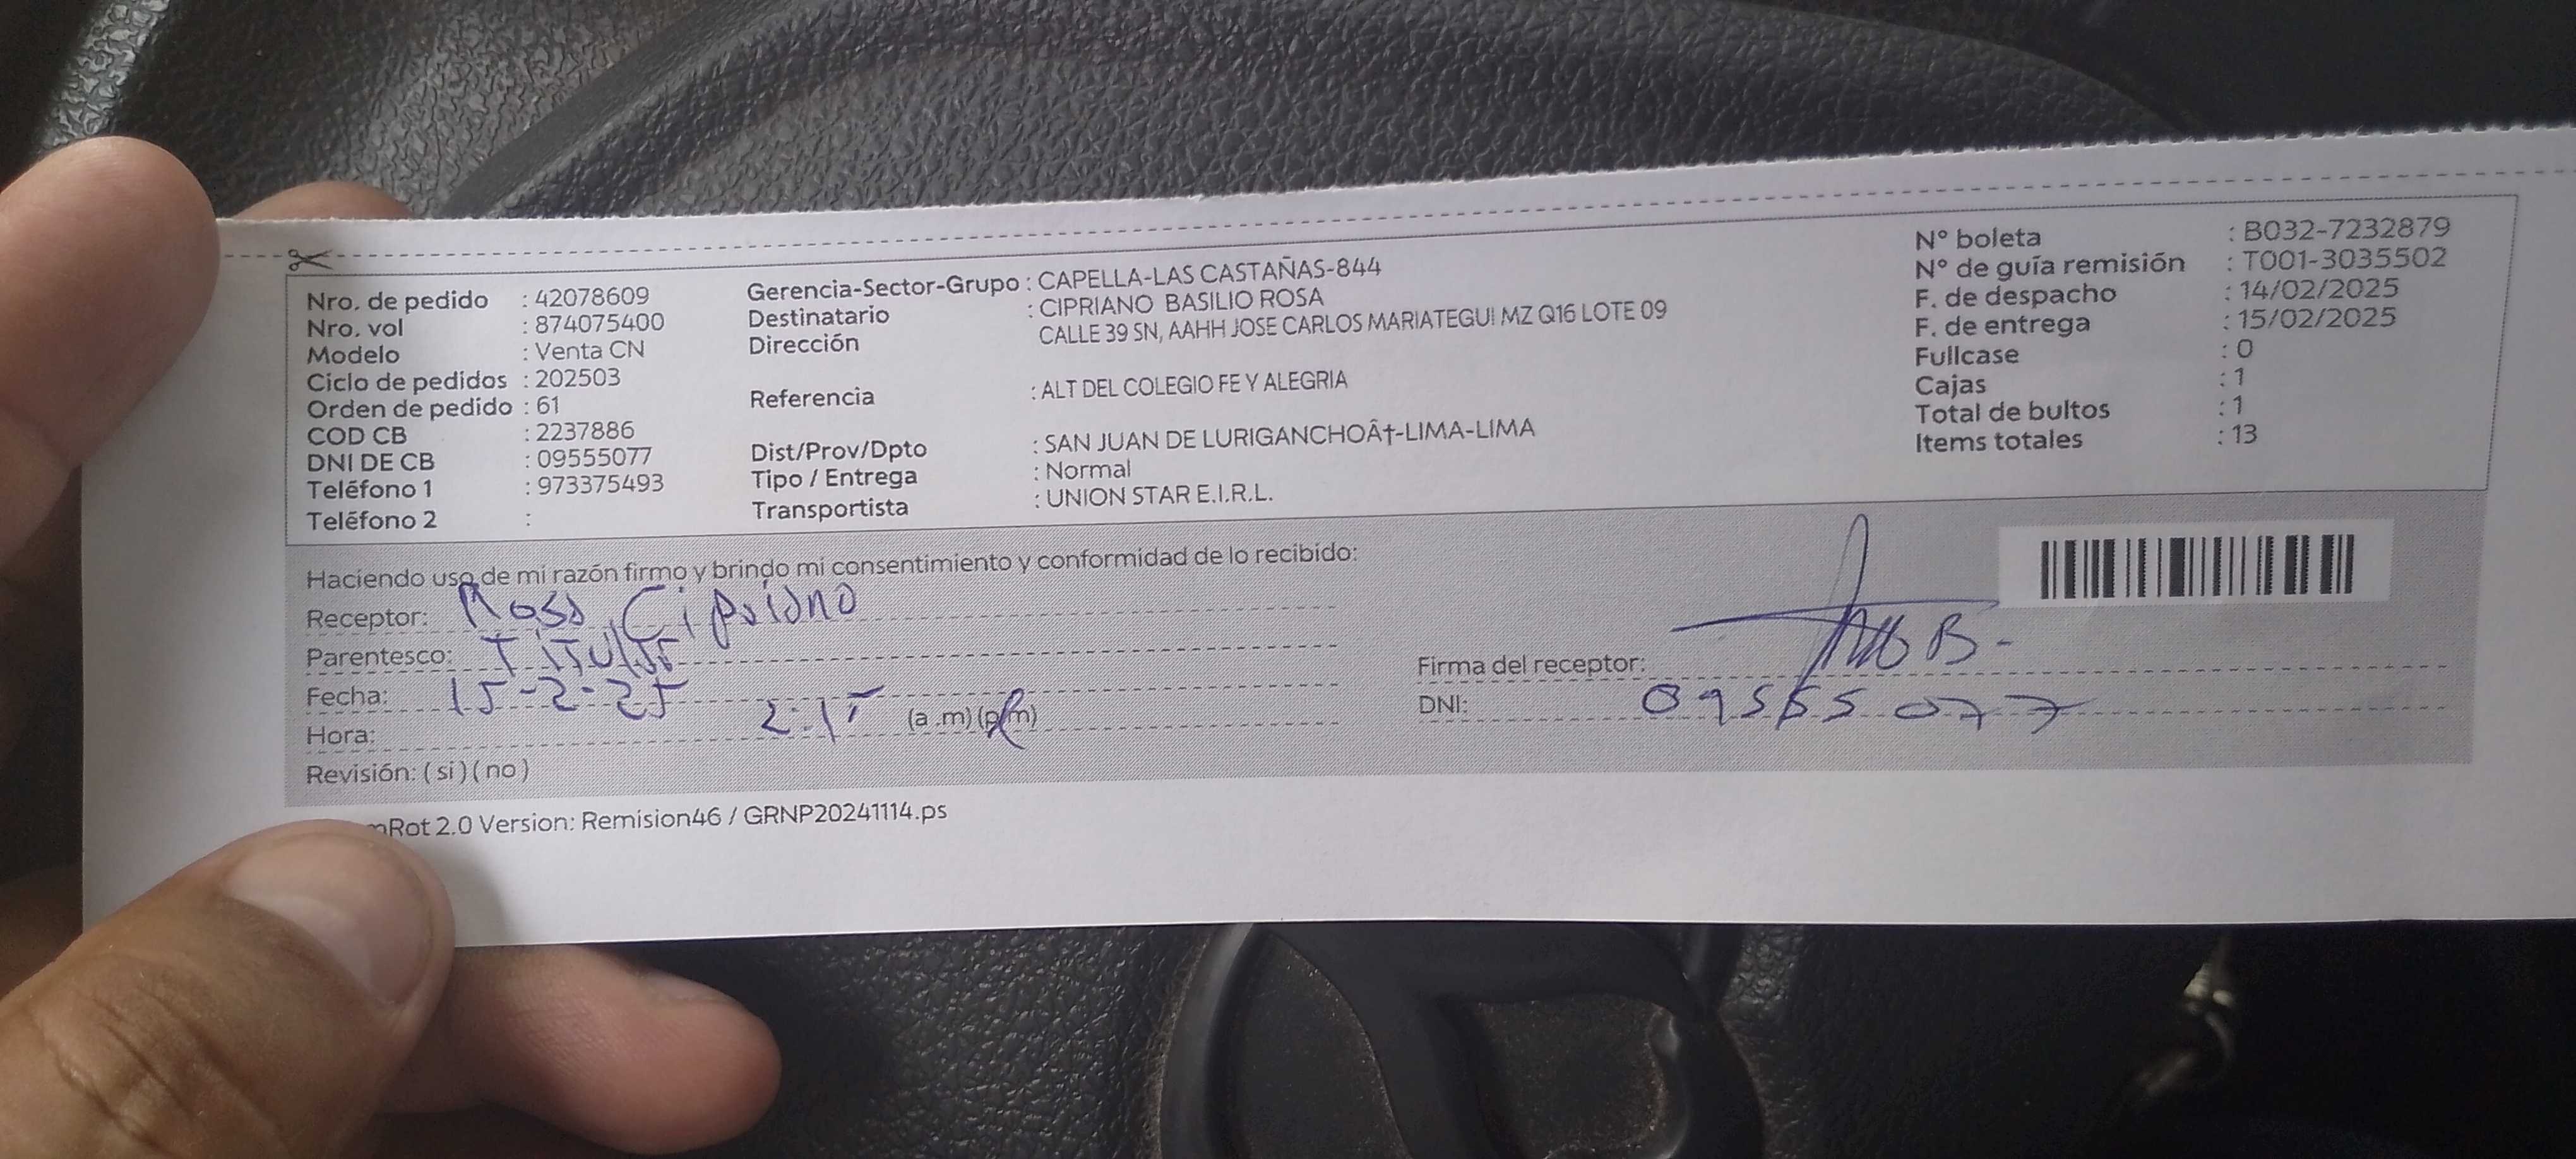 Nro. de pedido : 42078609
Nro. vol : 874075400
Modelo : Venta CN
Ciclo de pedidos : 202503
Orden de pedido : 61
COD CB : 2237886
DNI DE CB : 09555077
Teléfono 1 : 973375493
Teléfono 2 :
Gerencia-Sector-Grupo : CAPELLA-LAS CASTAÑAS-844
Destinatario : CIPRIANO BASILIO ROSA
Dirección CALLE 39 SN, AAHH JOSE CARLOS MARIATEGUI MZ Q16 LOTE 09
Referencia : ALT DEL COLEGIO FE Y ALEGRIA
Dist/Prov/Dpto : SAN JUAN DE LURIGANCHOÂ†-LIMA-LIMA
Tipo / Entrega : Normal
Transportista : UNION STAR E.I.R.L.
N° boleta : B032-7232879
N° de guía remisión : T001-3035502
F. de despacho : 14/02/2025
F. de entrega : 15/02/2025
Fullcase : 0
Cajas : 1
Total de bultos : 1
Items totales : 13
Haciendo uso de mi razón firmo y brindo mi consentimiento y conformidad de lo recibido:
Receptor: Rosa Cipriano
Parentesco: Titular
Fecha: 15-2-25
Hora: 2:15 (a .m) (p.m)
Revisión: ( si ) ( no )
Firma del receptor:
DNI: 09555077
Rot 2.0 Version: Remision46 / GRNP20241114.ps